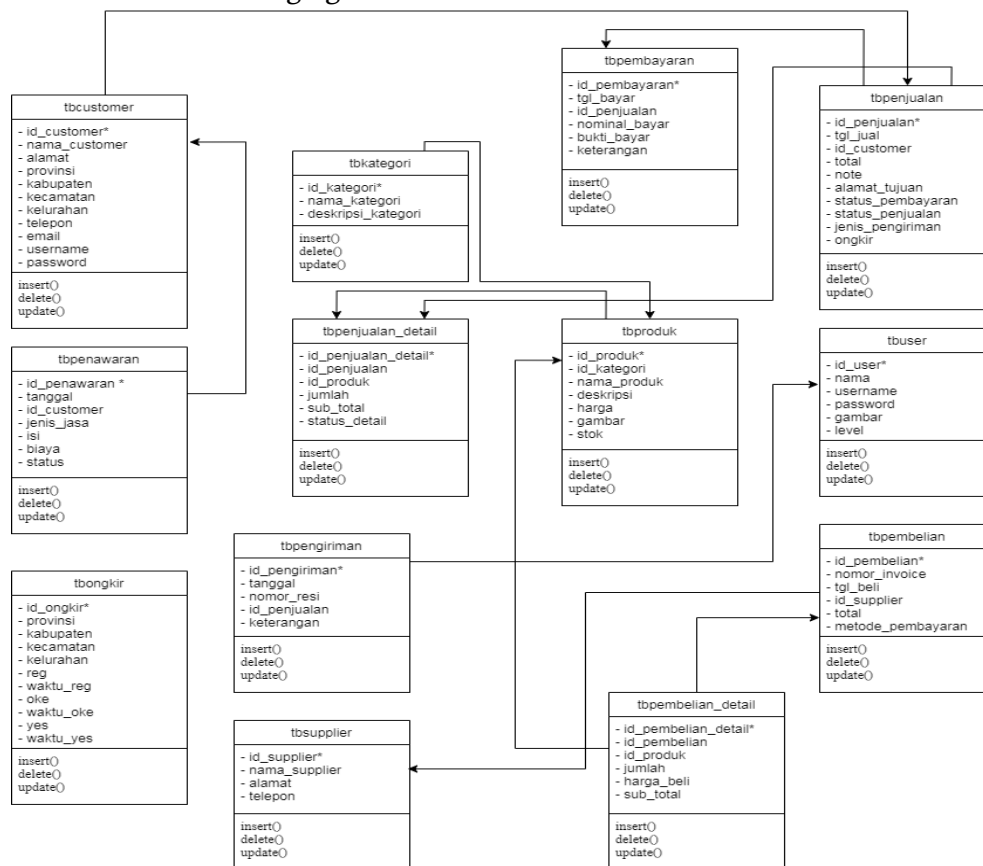 tbcustomer
- id_customer*
- nama_customer
- alamat
- provinsi
- kabupaten
- kecamatan
- kelurahan
- telepon
- email
- username
- password
insert()
delete()
update()
tbpembayaran
- id_pembayaran*
- tgl_bayar
- id_penjualan
- nominal_bayar
- bukti_bayar
- keterangan
insert()
delete()
update()
tbpenjualan
- id_penjualan*
- tgl_jual
- id_customer
- total
- note
- alamat_tujuan
- status_pembayaran
- status_penjualan
- jenis_pengiriman
- ongkir
insert()
delete()
update()
tbkategori
- id_kategori*
- nama_kategori
- deskripsi_kategori
insert()
delete()
update()
tbpenawaran
- id_penawaran *
- tanggal
- id_customer
- jenis_jasa
- isi
- biaya
- status
insert()
delete()
update()
tbpenjualan_detail
- id_penjualan_detail*
- id_penjualan
- id_produk
- jumlah
- sub_total
- status_detail
insert()
delete()
update()
tbproduk
- id_produk*
- id_kategori
- nama_produk
- deskripsi
- harga
- gambar
- stok
insert()
delete()
update()
tbuser
- id_user*
- nama
- username
- password
- gambar
- level
insert()
delete()
update()
tbongkir
- id_ongkir*
- provinsi
- kabupaten
- kecamatan
- kelurahan
- reg
- waktu_reg
- oke
- waktu_oke
- yes
- waktu_yes
insert()
delete()
update()
tbpengiriman
- id_pengiriman*
- tanggal
- nomor_resi
- id_penjualan
- keterangan
insert()
delete()
update()
tbpembelian
- id_pembelian*
- nomor_invoice
- tgl_beli
- id_supplier
- total
- metode_pembayaran
insert()
delete()
update()
tbsupplier
- id_supplier*
- nama_supplier
- alamat
- telepon
insert()
delete()
update()
tbpembelian_detail
- id_pembelian_detail*
- id_pembelian
- id_produk
- jumlah
- harga_beli
- sub_total
insert()
delete()
update()